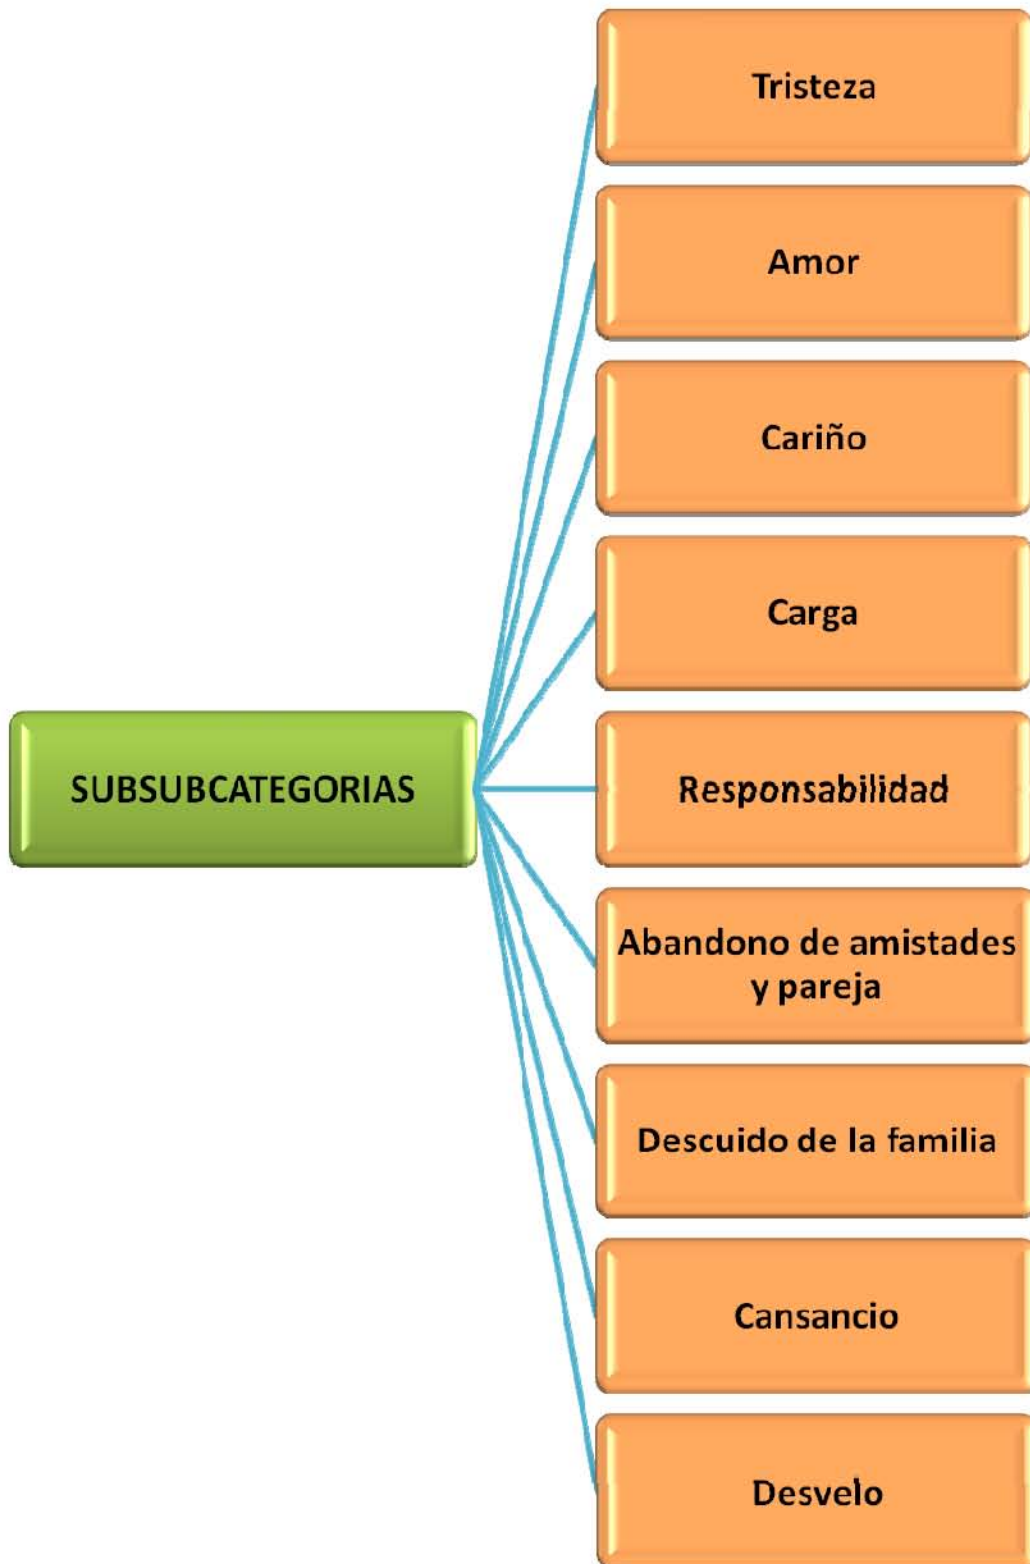 Tristeza
Amor
Cariño
Carga
SUBSUBCATEGORIAS
Responsabilidad
Abandono de amistades
y pareja
Descuido de la familia
Cansancio
Desvelo